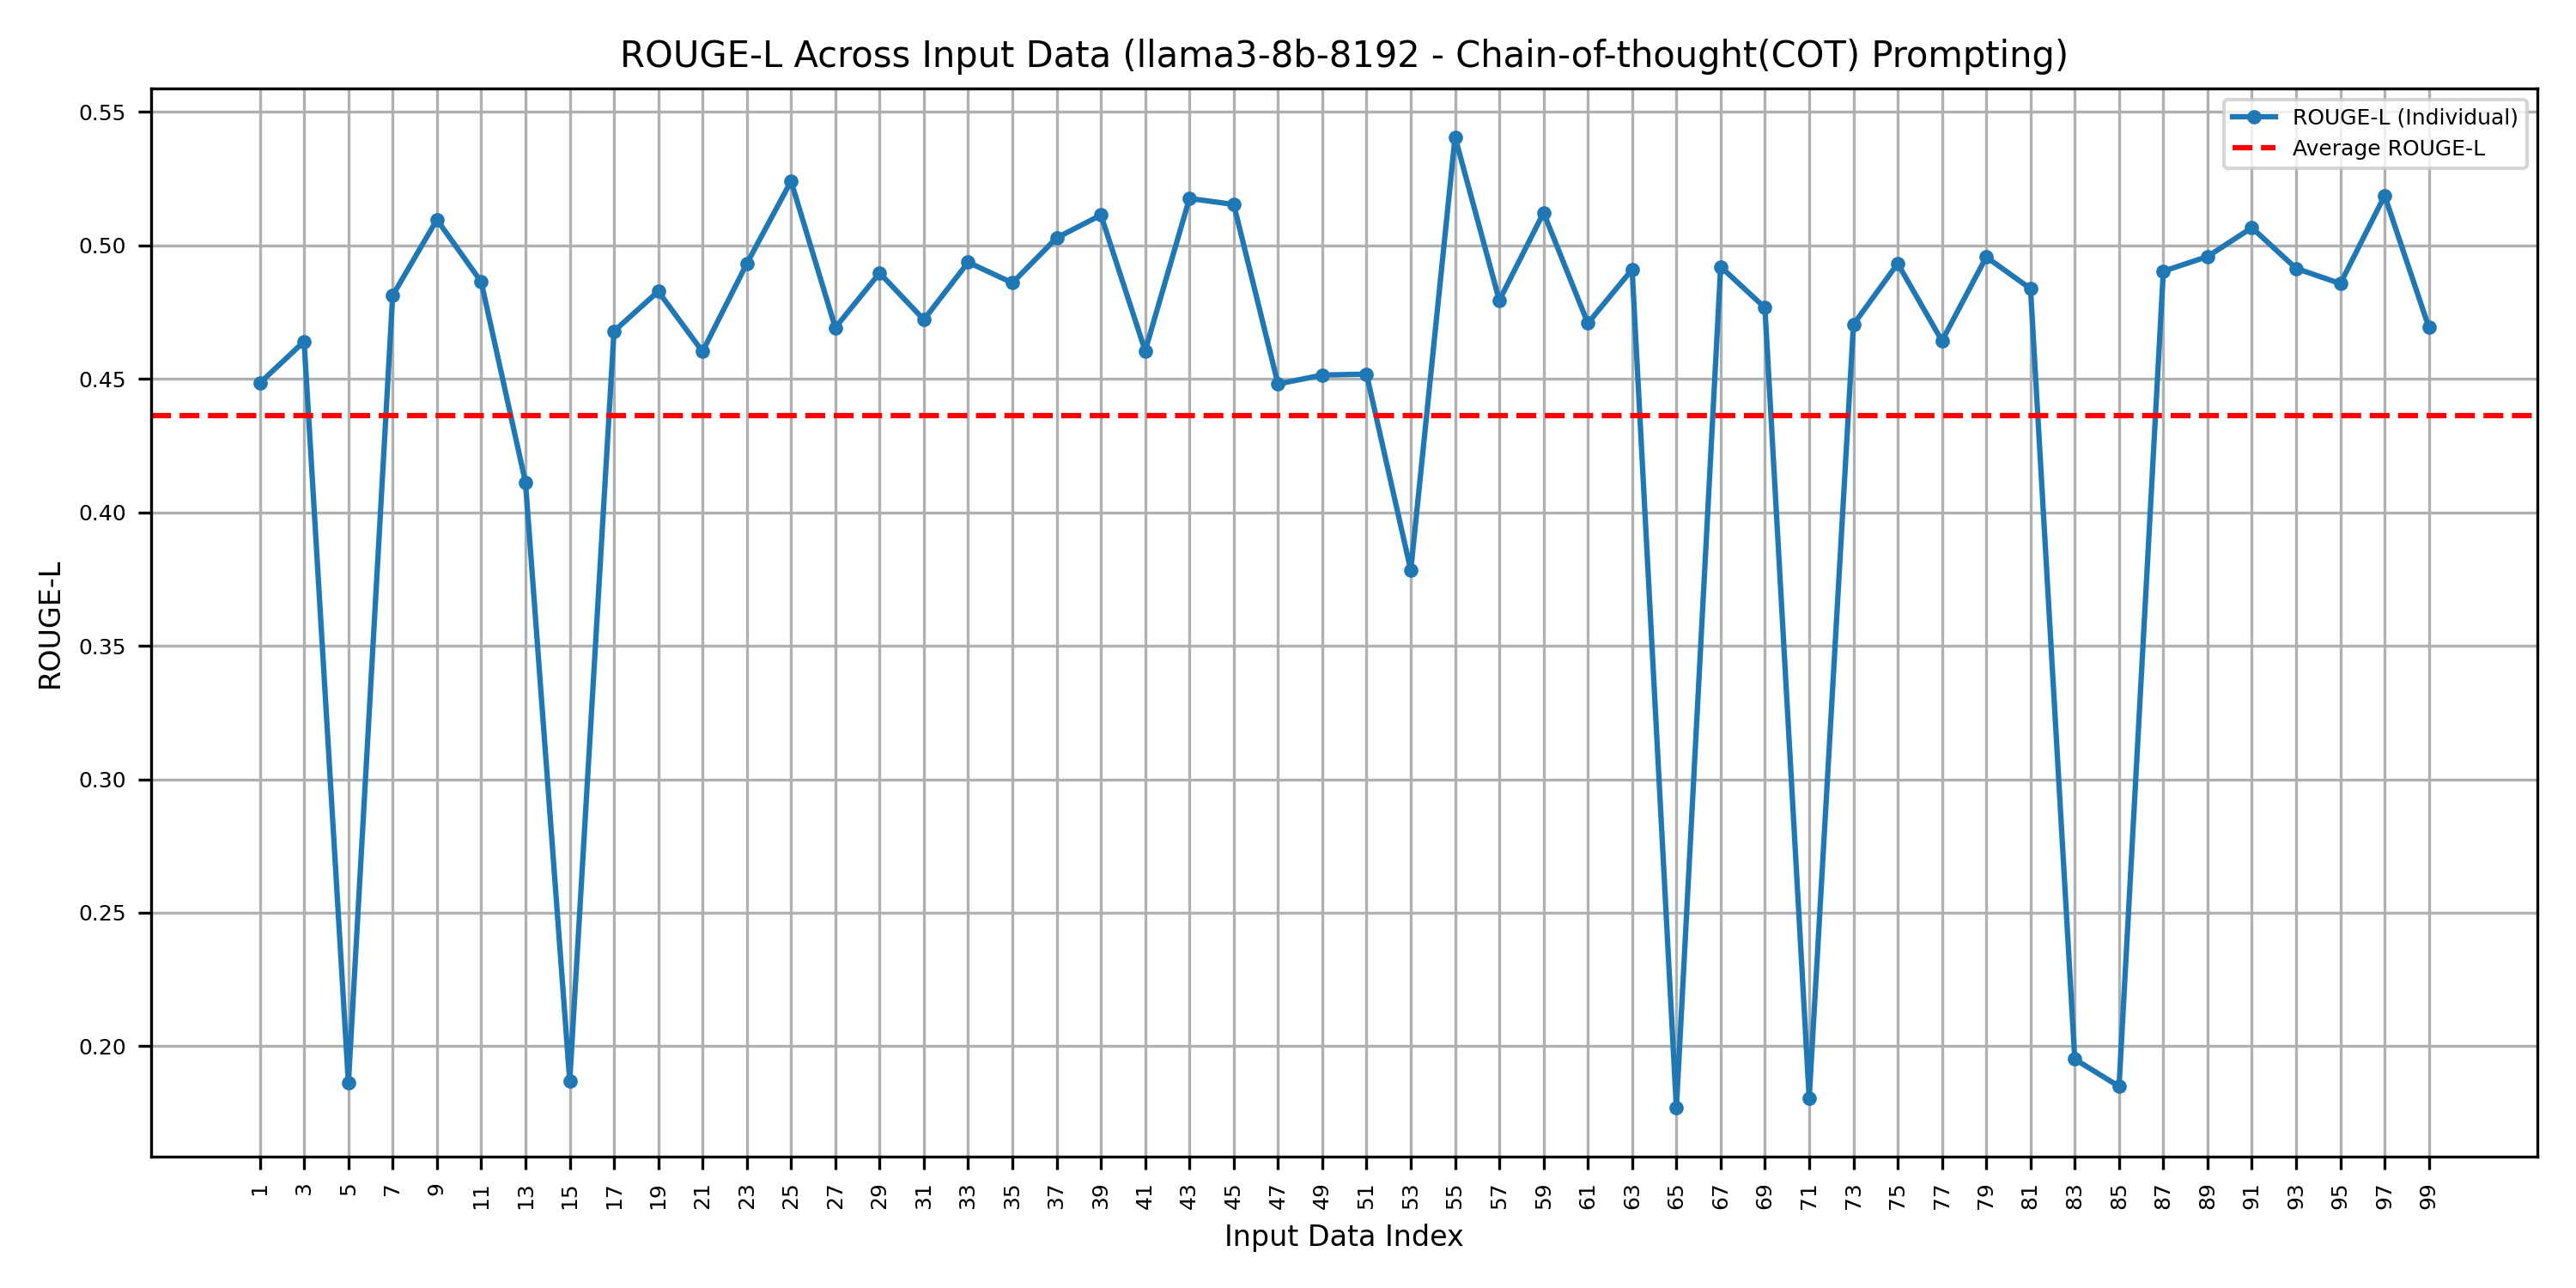 ROUGE-L Across Input Data (llama3-8b-8192 - Chain-of-thought(COT) Prompting)
ROUGE-L (Individual)
Average ROUGE-L
0.55
0.50
0.45
0.40
0.35
0.30
0.25
0.20
ROUGE-L
1 3 5 7 9 11 13 15 17 19 21 23 25 27 29 31 33 35 37 39 41 43 45 47 49 51 53 55 57 59 61 63 65 67 69 71 73 75 77 79 81 83 85 87 89 91 93 95 97 99
Input Data Index